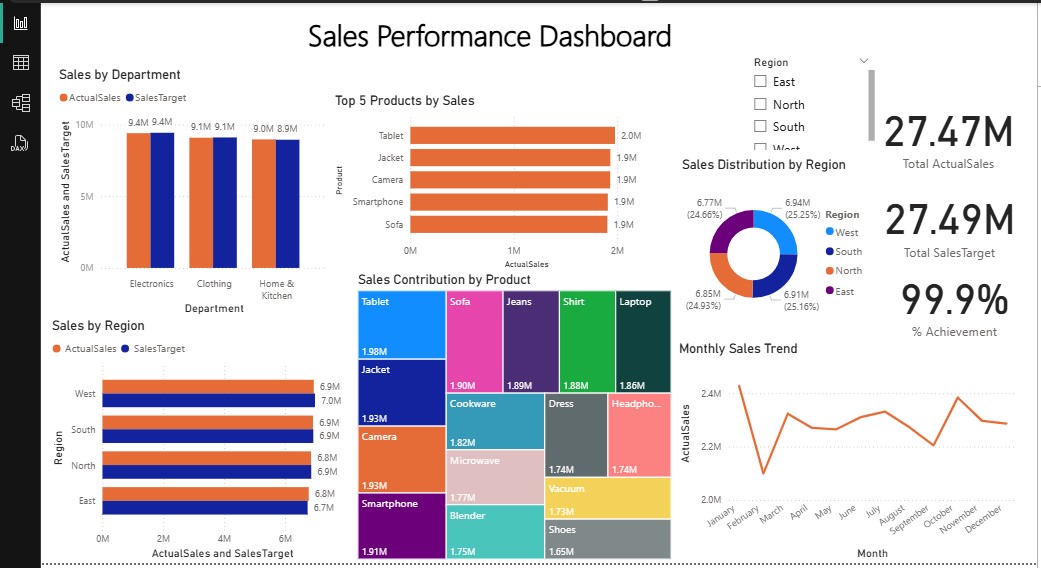 DAX
Sales Performance Dashboard
Sales by Department
ActualSales SalesTarget
ActualSales and SalesTarget
10M
5M
0M
9.4M 9.4M
9.1M 9.1M
9.0M 8.9M
Electronics
Clothing
Home &
Kitchen
Department
Top 5 Products by Sales
Product
Tablet 2.0M
Jacket 1.9M
Camera 1.9M
Smartphone 1.9M
Sofa 1.9M
0M 1M 2M
ActualSales
Region
East
North
South
West
27.47M
Total ActualSales
27.49M
Total SalesTarget
99.9%
% Achievement
Sales Distribution by Region
6.77M
(24.66%)
6.94M
(25.25%)
6.85M
(24.93%)
6.91M
(25.16%)
Region
West
South
North
East
Sales by Region
ActualSales SalesTarget
Region
West 6.9M
7.0M
South 6.9M
6.9M
North 6.8M
6.9M
East 6.8M
6.7M
0M 2M 4M 6M
ActualSales and SalesTarget
Sales Contribution by Product
Tablet
1.98M
Jacket
1.93M
Camera
1.93M
Smartphone
1.91M
Sofa
1.90M
Jeans
1.89M
Shirt
1.88M
Laptop
1.86M
Cookware
1.82M
Microwave
1.77M
Blender
1.75M
Dress
1.74M
Headpho...
1.74M
Vacuum
1.73M
Shoes
1.65M
Monthly Sales Trend
ActualSales
2.4M
2.2M
2.0M
January
February
March
April
May
June
July
August
September
October
November
December
Month